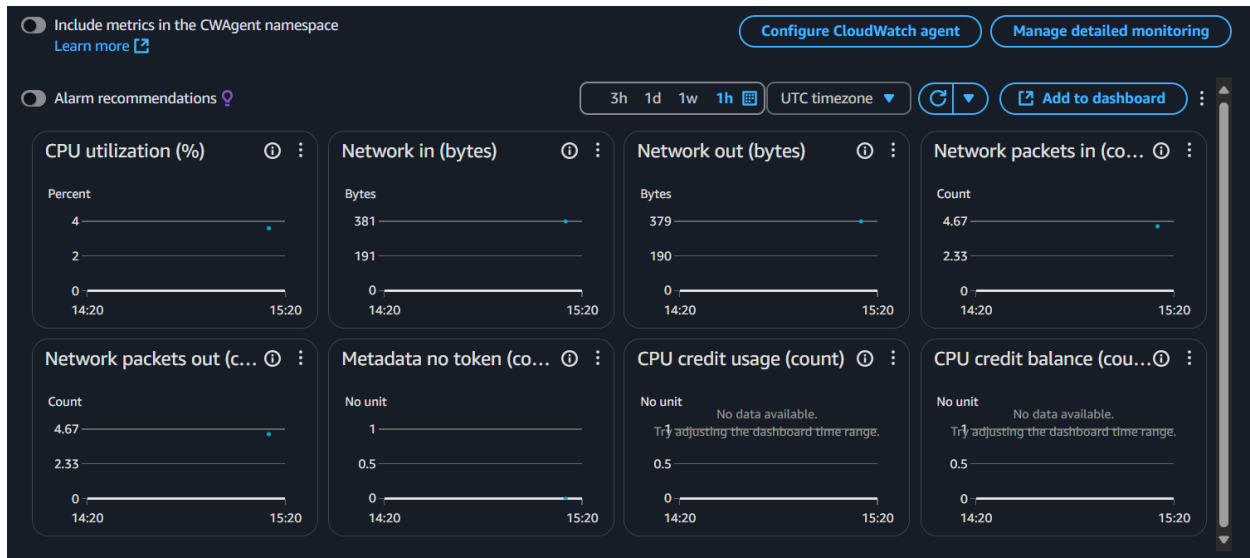 Include metrics in the CWAgent namespace
Learn more
Configure CloudWatch agent
Manage detailed monitoring
Alarm recommendations
3h 1d 1w 1h
UTC timezone
Add to dashboard
CPU utilization (%)
Percent
4
2
0
14:20 15:20
Network in (bytes)
Bytes
381
191
0
14:20 15:20
Network out (bytes)
Bytes
379
190
0
14:20 15:20
Network packets in (co...
Count
4.67
2.33
0
14:20 15:20
Network packets out (c...
Count
4.67
2.33
0
14:20 15:20
Metadata no token (co...
No unit
1
0.5
0
14:20 15:20
CPU credit usage (count)
No unit
No data available.
Try adjusting the dashboard time range.
1
0.5
0
14:20 15:20
CPU credit balance (cou...
No unit
No data available.
Try adjusting the dashboard time range.
1
0.5
0
14:20 15:20